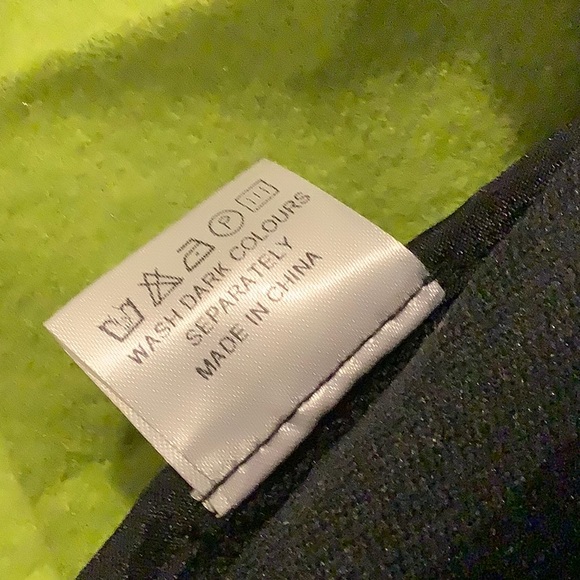 P
WASH DARK COLOURS
SEPARATELY
MADE IN CHINA